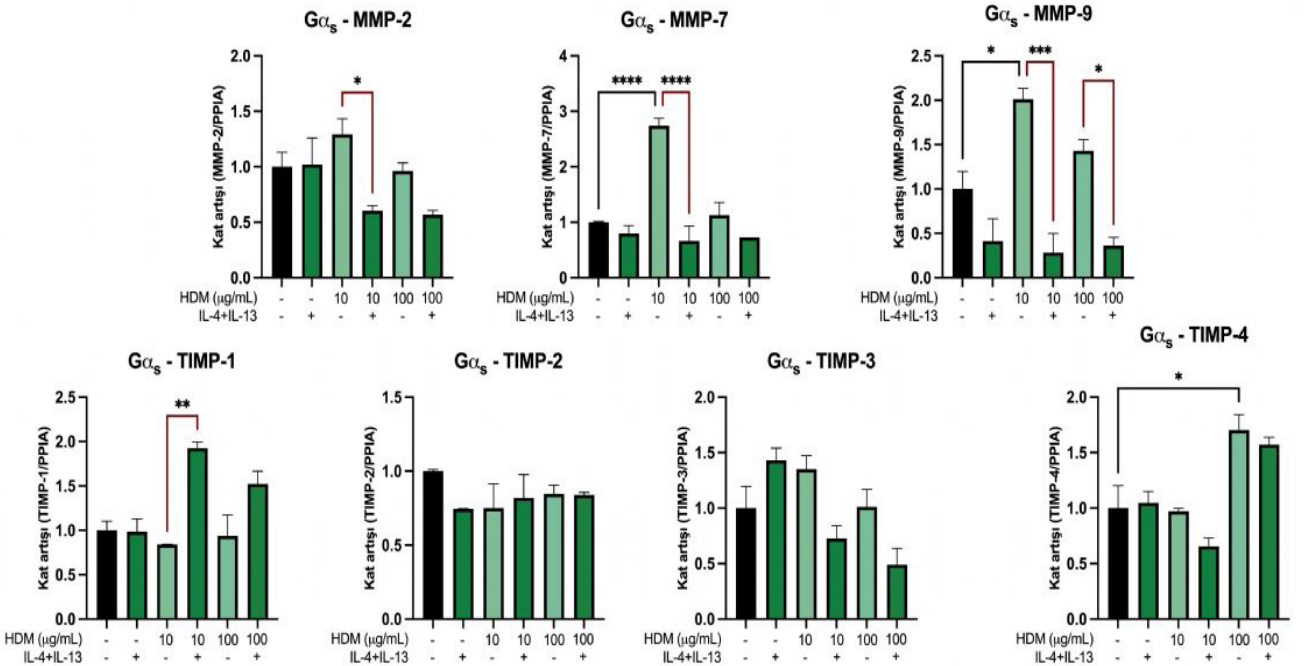 Gαs - MMP-2
Kat artışı (MMP-2/PPIA)
2.0
1.5
1.0
0.5
0.0
*
HDM (µg/mL) - - 10 10 100 100
IL-4+IL-13 - + - + - +
Gαs - MMP-7
Kat artışı (MMP-7/PPIA)
4
3
2
1
0
**** ****
HDM (µg/mL) - - 10 10 100 100
IL-4+IL-13 - + - + - +
Gαs - MMP-9
Kat artışı (MMP-9/PPIA)
2.5
2.0
1.5
1.0
0.5
0.0
* *** *
HDM (µg/mL) - - 10 10 100 100
IL-4+IL-13 - + - + - +
Gαs - TIMP-1
Kat artışı (TIMP-1/PPIA)
2.5
2.0
1.5
1.0
0.5
0.0
**
HDM (µg/mL) - - 10 10 100 100
IL-4+IL-13 - + - + - +
Gαs - TIMP-2
Kat artışı (TIMP-2/PPIA)
1.5
1.0
0.5
0.0
HDM (µg/mL) - - 10 10 100 100
IL-4+IL-13 - + - + - +
Gαs - TIMP-3
Kat artışı (TIMP-3/PPIA)
2.0
1.5
1.0
0.5
0.0
HDM (µg/mL) - - 10 10 100 100
IL-4+IL-13 - + - + - +
Gαs - TIMP-4
Kat artışı (TIMP-4/PPIA)
2.0
1.5
1.0
0.5
0.0
*
HDM (µg/mL) - - 10 10 100 100
IL-4+IL-13 - + - + - +